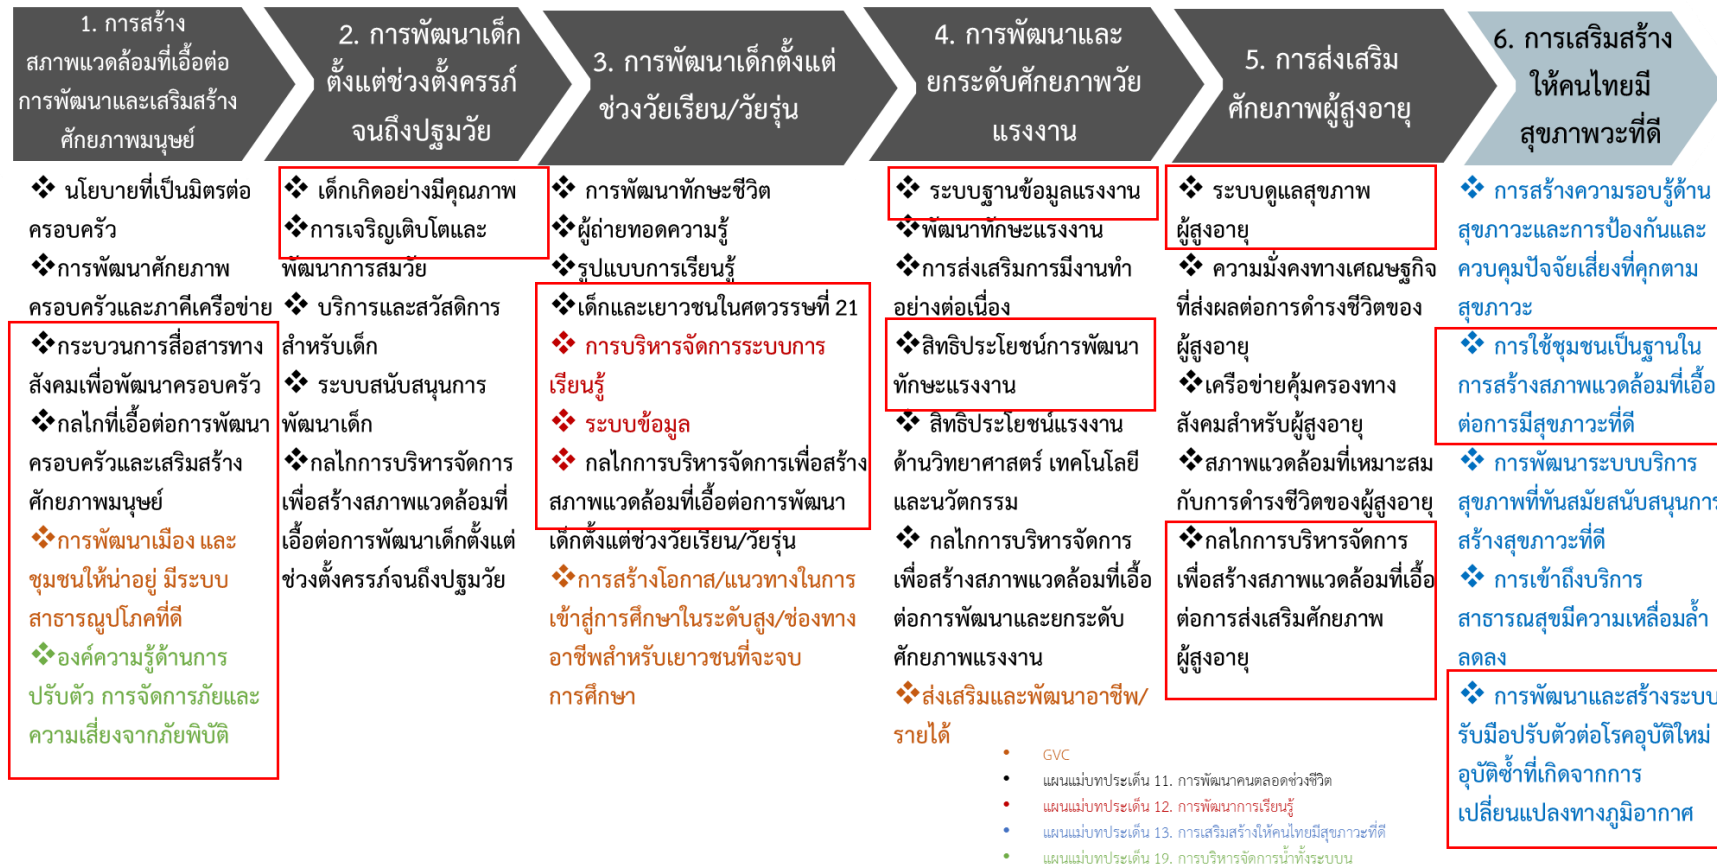 1. การสร้าง
สภาพแวดล้อมที่เอื้อต่อ
การพัฒนาและเสริมสร้าง
ศักยภาพมนุษย์
❖ นโยบายที่เป็นมิตรต่อ
ครอบครัว
❖การพัฒนาศักยภาพ
ครอบครัวและภาคีเครือข่าย
❖กระบวนการสื่อสารทาง
สังคมเพื่อพัฒนาครอบครัว
❖กลไกที่เอื้อต่อการพัฒนา
ครอบครัวและเสริมสร้าง
ศักยภาพมนุษย์
❖การพัฒนาเมือง และ
ชุมชนให้น่าอยู่ มีระบบ
สาธารณูปโภคที่ดี
❖องค์ความรู้ด้านการ
ปรับตัว การจัดการภัยและ
ความเสี่ยงจากภัยพิบัติ
2. การพัฒนาเด็ก
ตั้งแต่ช่วงตั้งครรภ์
จนถึงปฐมวัย
❖ เด็กเกิดอย่างมีคุณภาพ
❖การเจริญเติบโตและ
พัฒนาการสมวัย
❖ บริการและสวัสดิการ
สำหรับเด็ก
❖ ระบบสนับสนุนการ
พัฒนาเด็ก
❖กลไกการบริหารจัดการ
เพื่อสร้างสภาพแวดล้อมที่
เอื้อต่อการพัฒนาเด็กตั้งแต่
ช่วงตั้งครรภ์จนถึงปฐมวัย
3. การพัฒนาเด็กตั้งแต่
ช่วงวัยเรียน/วัยรุ่น
❖ การพัฒนาทักษะชีวิต
❖ผู้ถ่ายทอดความรู้
❖รูปแบบการเรียนรู้
❖เด็กและเยาวชนในศตวรรษที่ 21
❖ การบริหารจัดการระบบการ
เรียนรู้
❖ ระบบข้อมูล
❖ กลไกการบริหารจัดการเพื่อสร้าง
สภาพแวดล้อมที่เอื้อต่อการพัฒนา
เด็กตั้งแต่ช่วงวัยเรียน/วัยรุ่น
❖การสร้างโอกาส/แนวทางในการ
เข้าสู่การศึกษาในระดับสูง/ช่องทาง
อาชีพสำหรับเยาวชนที่จะจบ
การศึกษา
4. การพัฒนาและ
ยกระดับศักยภาพวัย
แรงงาน
❖ ระบบฐานข้อมูลแรงงาน
❖พัฒนาทักษะแรงงาน
❖การส่งเสริมการมีงานทำ
อย่างต่อเนื่อง
❖สิทธิประโยชน์การพัฒนา
ทักษะแรงงาน
❖ สิทธิประโยชน์แรงงาน
ด้านวิทยาศาสตร์ เทคโนโลยี
และนวัตกรรม
❖ กลไกการบริหารจัดการ
เพื่อสร้างสภาพแวดล้อมที่เอื้อ
ต่อการพัฒนาและยกระดับ
ศักยภาพแรงงาน
❖ส่งเสริมและพัฒนาอาชีพ/
รายได้
5. การส่งเสริม
ศักยภาพผู้สูงอายุ
❖ ระบบดูแลสุขภาพ
ผู้สูงอายุ
❖ ความมั่งคงทางเศณษฐกิจ
ที่ส่งผลต่อการดำรงชีวิตของ
ผู้สูงอายุ
❖เครือข่ายคุ้มครองทาง
สังคมสำหรับผู้สูงอายุ
❖สภาพแวดล้อมที่เหมาะสม
กับการดำรงชีวิตของผู้สูงอายุ
❖กลไกการบริหารจัดการ
เพื่อสร้างสภาพแวดล้อมที่เอื้อ
ต่อการส่งเสริมศักยภาพ
ผู้สูงอายุ
6. การเสริมสร้าง
ให้คนไทยมี
สุขภาพวะที่ดี
❖ การสร้างความรอบรู้ด้าน
สุขภาวะและการป้องกันและ
ควบคุมปัจจัยเสี่ยงที่คุกตาม
สุขภาวะ
❖ การใช้ชุมชนเป็นฐานใน
การสร้างสภาพแวดล้อมที่เอื้อ
ต่อการมีสุขภาวะที่ดี
❖ การพัฒนาระบบบริการ
สุขภาพที่ทันสมัยสนับสนุนการ
สร้างสุขภาวะที่ดี
❖ การเข้าถึงบริการ
สาธารณสุขมีความเหลื่อมล้ำ
ลดลง
❖ การพัฒนาและสร้างระบบ
รับมือปรับตัวต่อโรคอุบัติใหม่
อุบัติซ้ำที่เกิดจากการ
เปลี่ยนแปลงทางภูมิอากาศ
• GVC
• แผนแม่บทประเด็น 11. การพัฒนาคนตลอดช่วงชีวิต
• แผนแม่บทประเด็น 12. การพัฒนาการเรียนรู้
• แผนแม่บทประเด็น 13. การเสริมสร้างให้คนไทยมีสุขภาวะที่ดี
• แผนแม่บทประเด็น 19. การบริหารจัดการน้ำทั้งระบบน